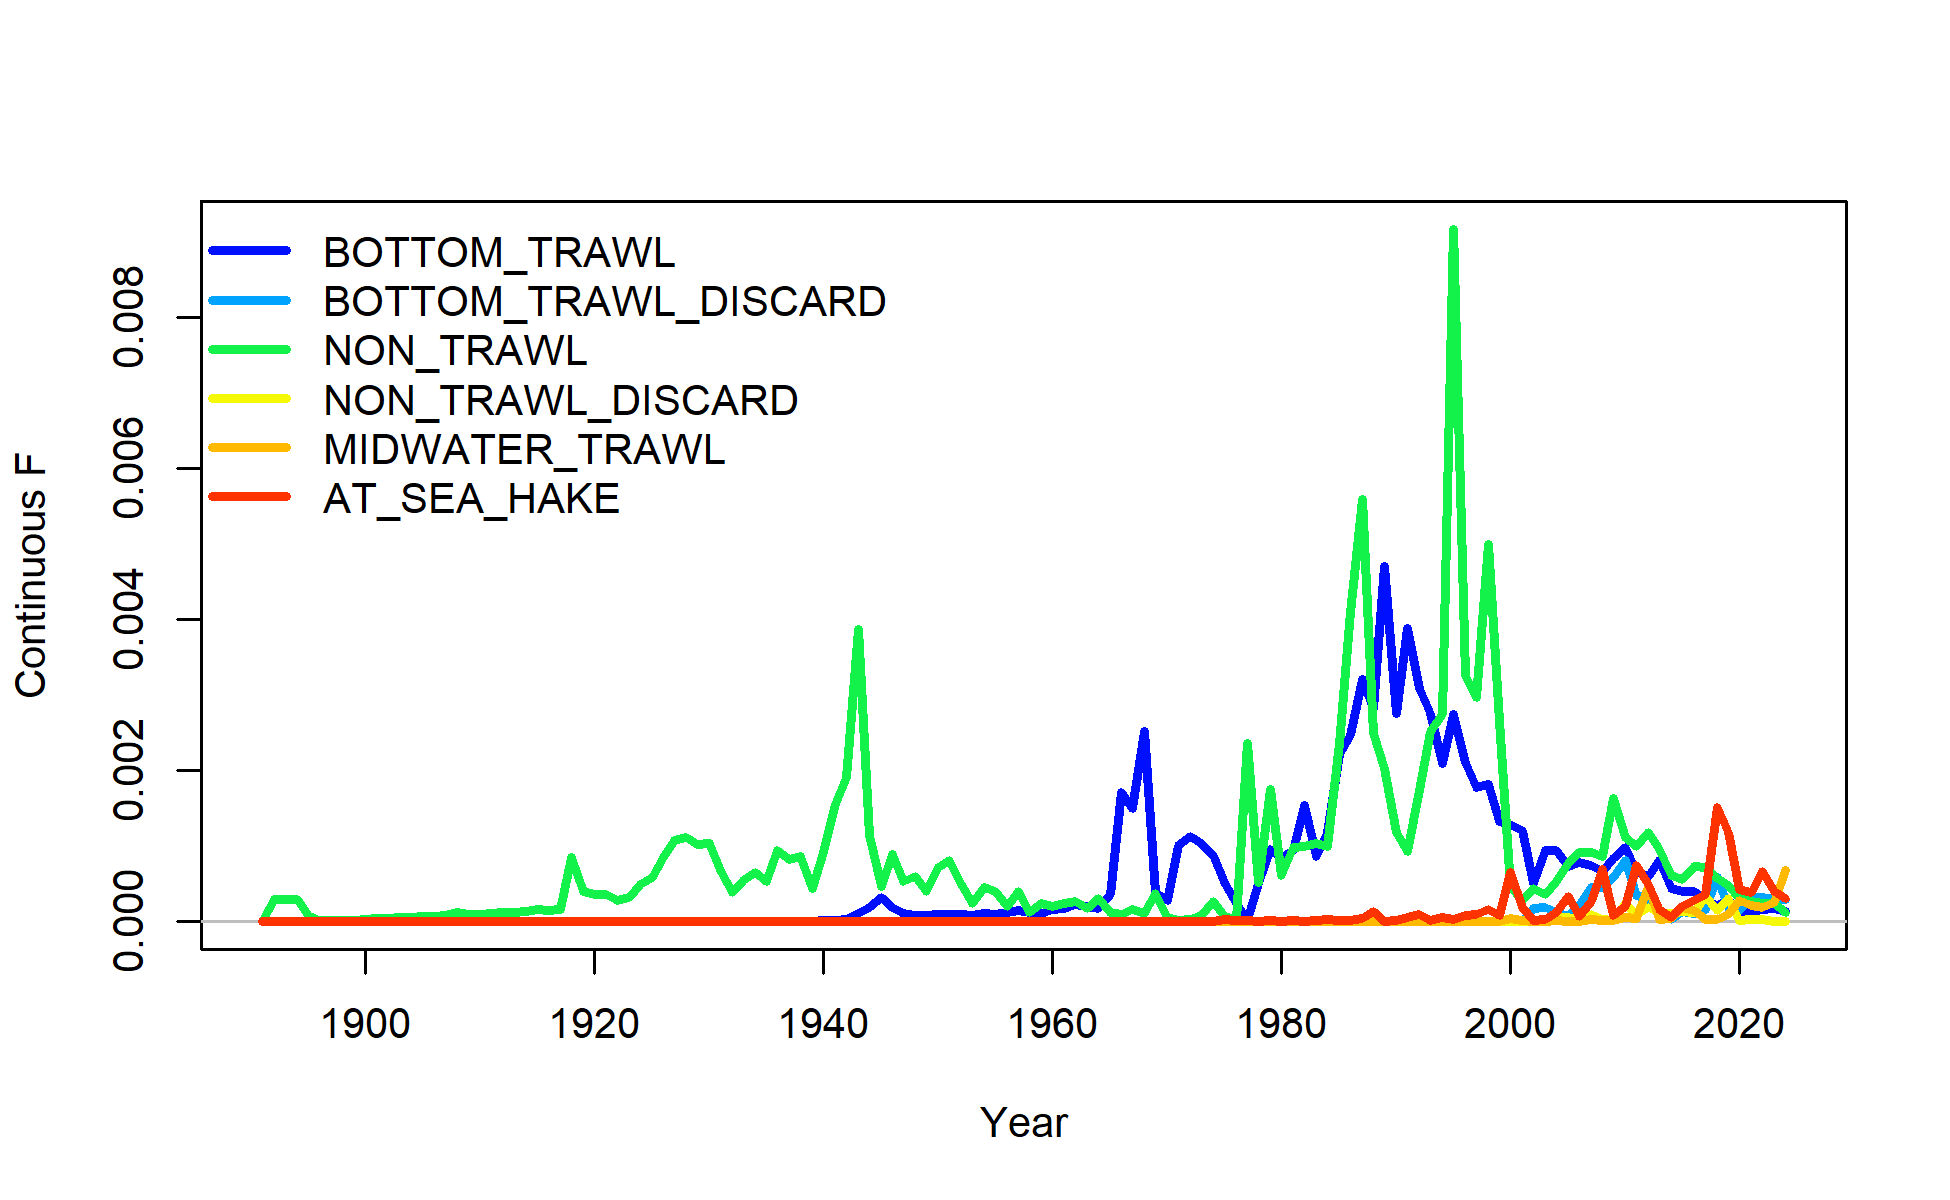 BOTTOM_TRAWL
BOTTOM_TRAWL_DISCARD
NON_TRAWL
NON_TRAWL_DISCARD
MIDWATER_TRAWL
AT_SEA_HAKE
Continuous F
0.008
0.006
0.004
0.002
0.000
1900 1920 1940 1960 1980 2000 2020
Year